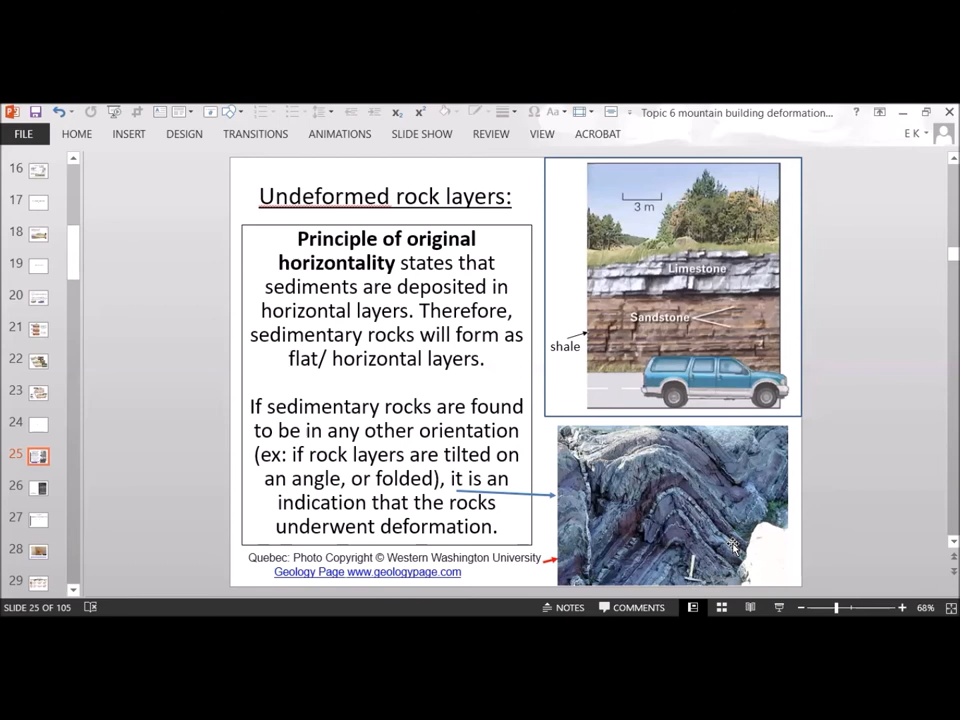 Topic 6 mountain building deformation...
FILE HOME INSERT DESIGN TRANSITIONS ANIMATIONS SLIDE SHOW REVIEW VIEW ACROBAT E K
16
17
18
19
20
21
22
23
24
25
26
27
28
29
Undeformed rock layers:
Principle of original
horizontality states that
sediments are deposited in
horizontal layers. Therefore,
sedimentary rocks will form as
flat/ horizontal layers.
If sedimentary rocks are found
to be in any other orientation
(ex: if rock layers are tilted on
an angle, or folded), it is an
indication that the rocks
underwent deformation.
Quebec: Photo Copyright © Western Washington University
Geology Page www.geologypage.com
3 m
Limestone
Sandstone
shale
SLIDE 25 OF 105 NOTES COMMENTS 68%